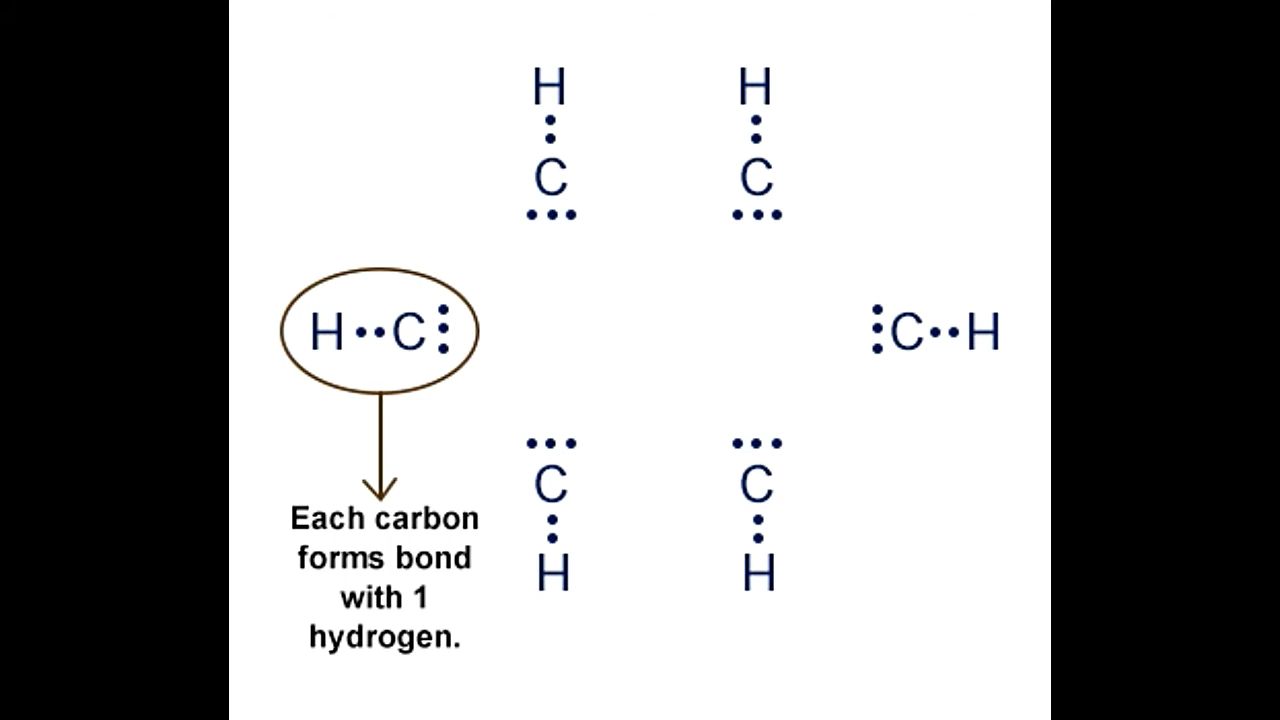 H H
C C
H C C H
C C
H H
Each carbon
forms bond
with 1
hydrogen.